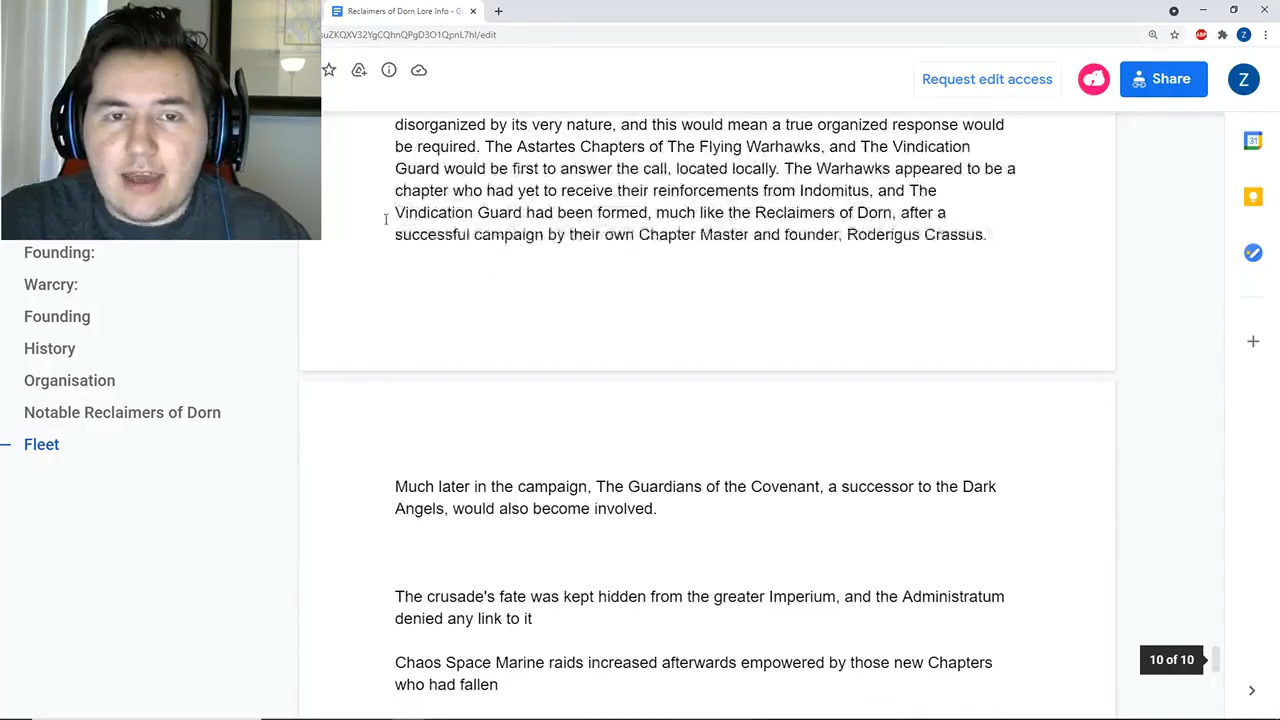 Reclaimers of Dorn Lore Info - G
suZKQXV32YgCQhnQPgD3O1QpnL7hI/edit
ABP
Z
Request edit access
Share
Z
31
disorganized by its very nature, and this would mean a true organized response would
be required. The Astartes Chapters of The Flying Warhawks, and The Vindication
Guard would be first to answer the call, located locally. The Warhawks appeared to be a
chapter who had yet to receive their reinforcements from Indomitus, and The
Vindication Guard had been formed, much like the Reclaimers of Dorn, after a
successful campaign by their own Chapter Master and founder, Roderigus Crassus.
Founding:
Warcry:
Founding
History
Organisation
Notable Reclaimers of Dorn
Fleet
Much later in the campaign, The Guardians of the Covenant, a successor to the Dark
Angels, would also become involved.
The crusade's fate was kept hidden from the greater Imperium, and the Administratum
denied any link to it
Chaos Space Marine raids increased afterwards empowered by those new Chapters
who had fallen
10 of 10